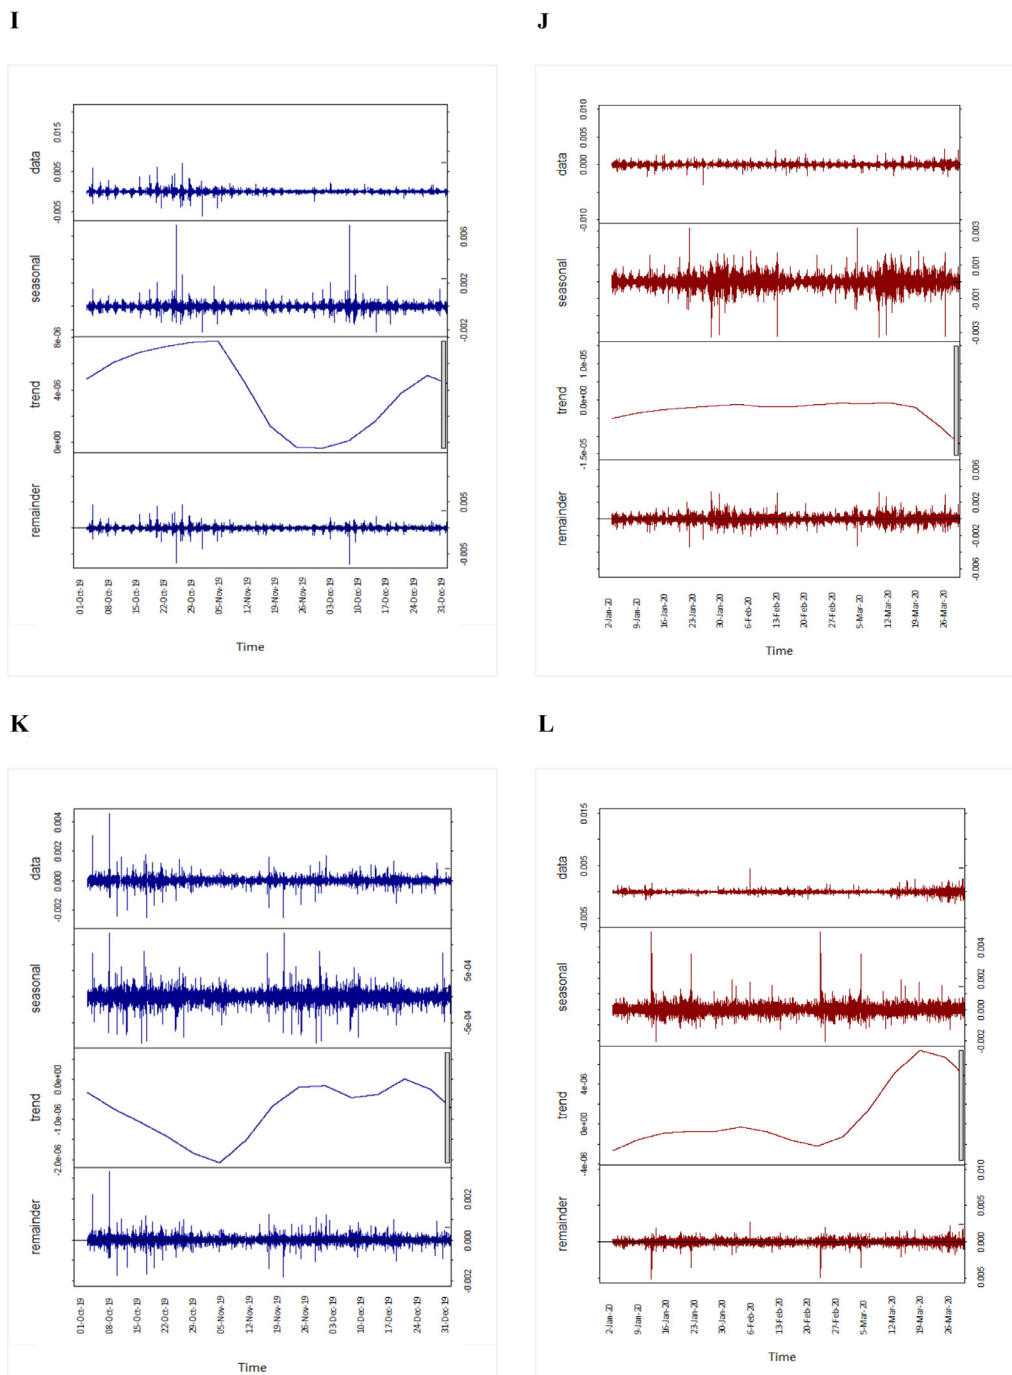 I
data
-0.005 0.005 0.015
seasonal
-0.002 0.002 0.006
trend
0e+00 4e-06 8e-06
remainder
-0.005 0.005
01-Oct-19 08-Oct-19 15-Oct-19 22-Oct-19 29-Oct-19 05-Nov-19 12-Nov-19 19-Nov-19 26-Nov-19 03-Dec-19 10-Dec-19 17-Dec-19 24-Dec-19 31-Dec-19
Time
J
data
-0.010 0.000 0.005 0.010
seasonal
-0.003 -0.001 0.001 0.003
trend
-1.5e-05 0.0e+00 1.0e-05
remainder
-0.006 -0.002 0.002 0.006
2-Jan-20 9-Jan-20 16-Jan-20 23-Jan-20 30-Jan-20 6-Feb-20 13-Feb-20 20-Feb-20 27-Feb-20 5-Mar-20 12-Mar-20 19-Mar-20 26-Mar-20
Time
K
data
-0.002 0.000 0.002 0.004
seasonal
-5e-04 5e-04
trend
-2.0e-06 -1.0e-06 0.0e+00
remainder
-0.002 0.000 0.002
01-Oct-19 08-Oct-19 15-Oct-19 22-Oct-19 29-Oct-19 05-Nov-19 12-Nov-19 19-Nov-19 26-Nov-19 03-Dec-19 10-Dec-19 17-Dec-19 24-Dec-19 31-Dec-19
Time
L
data
-0.005 0.005 0.015
seasonal
-0.002 0.000 0.002 0.004
trend
-4e-06 0e+00 4e-06
remainder
0.005 0.000 0.005 0.010
2-Jan-20 9-Jan-20 16-Jan-20 23-Jan-20 30-Jan-20 6-Feb-20 13-Feb-20 20-Feb-20 27-Feb-20 5-Mar-20 12-Mar-20 19-Mar-20 26-Mar-20
Time